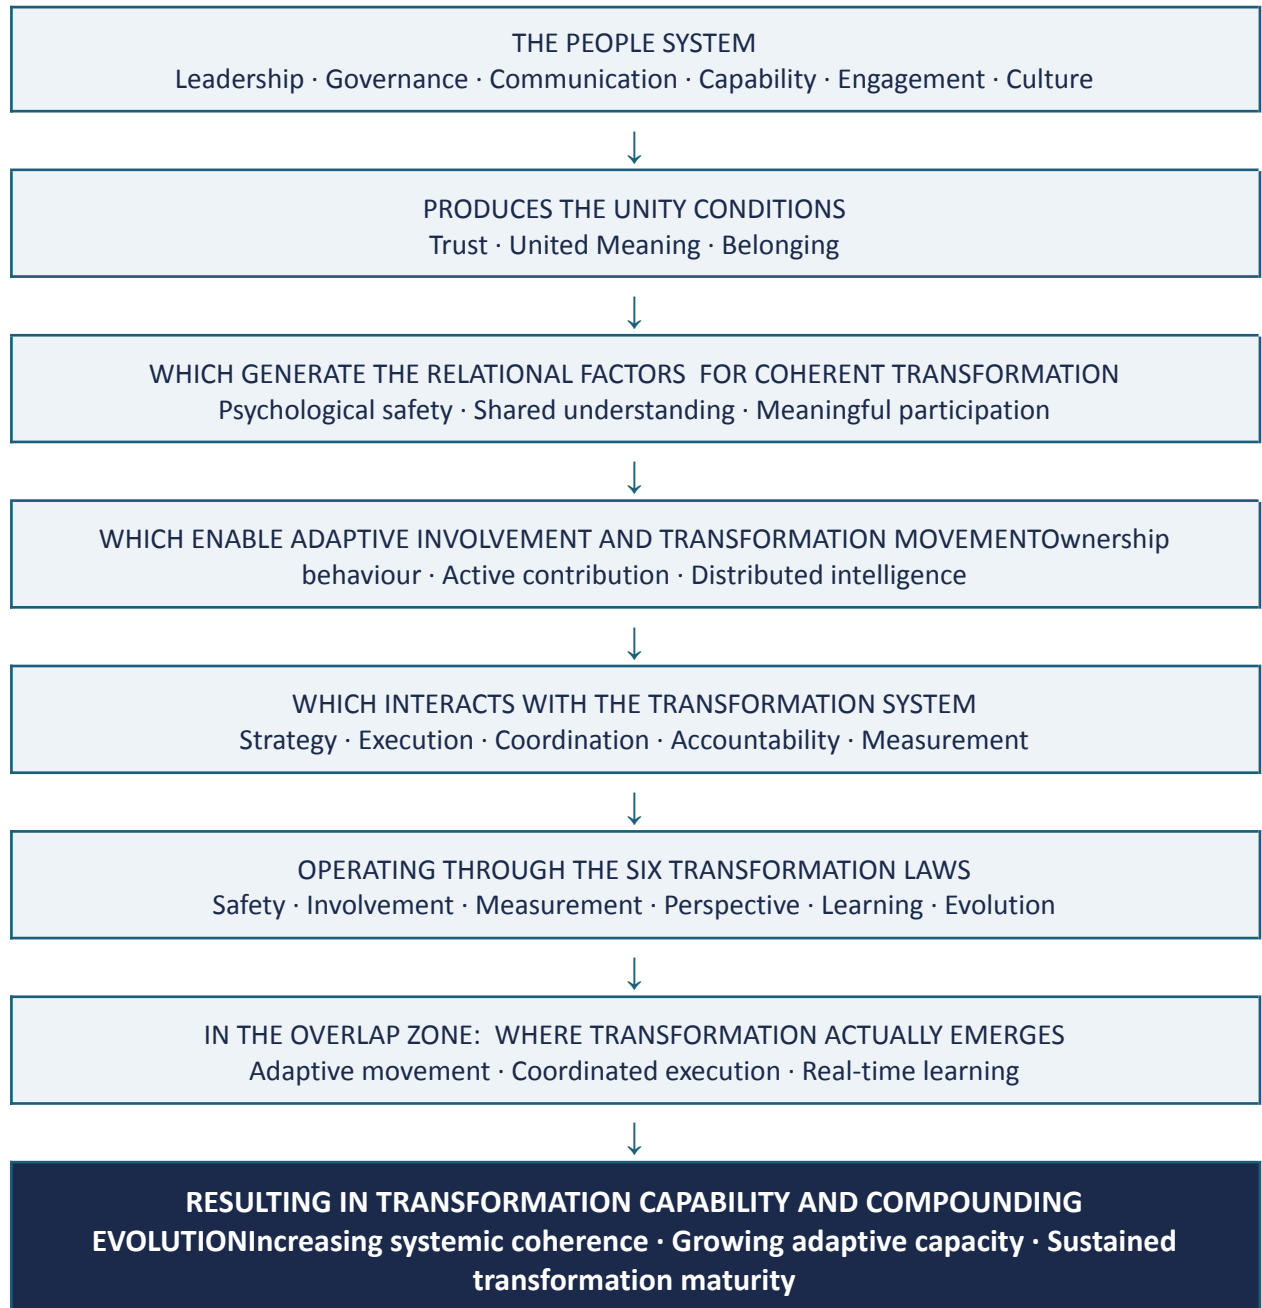 THE PEOPLE SYSTEM
Leadership · Governance · Communication · Capability · Engagement · Culture
↓
PRODUCES THE UNITY CONDITIONS
Trust · United Meaning · Belonging
↓
WHICH GENERATE THE RELATIONAL FACTORS  FOR COHERENT TRANSFORMATION
Psychological safety · Shared understanding · Meaningful participation
↓
WHICH ENABLE ADAPTIVE INVOLVEMENT AND TRANSFORMATION MOVEMENTOwnership
behaviour · Active contribution · Distributed intelligence
↓
WHICH INTERACTS WITH THE TRANSFORMATION SYSTEM
Strategy · Execution · Coordination · Accountability · Measurement
↓
OPERATING THROUGH THE SIX TRANSFORMATION LAWS
Safety · Involvement · Measurement · Perspective · Learning · Evolution
↓
IN THE OVERLAP ZONE:  WHERE TRANSFORMATION ACTUALLY EMERGES
Adaptive movement · Coordinated execution · Real-time learning
↓
RESULTING IN TRANSFORMATION CAPABILITY AND COMPOUNDING
EVOLUTIONIncreasing systemic coherence · Growing adaptive capacity · Sustained
transformation maturity